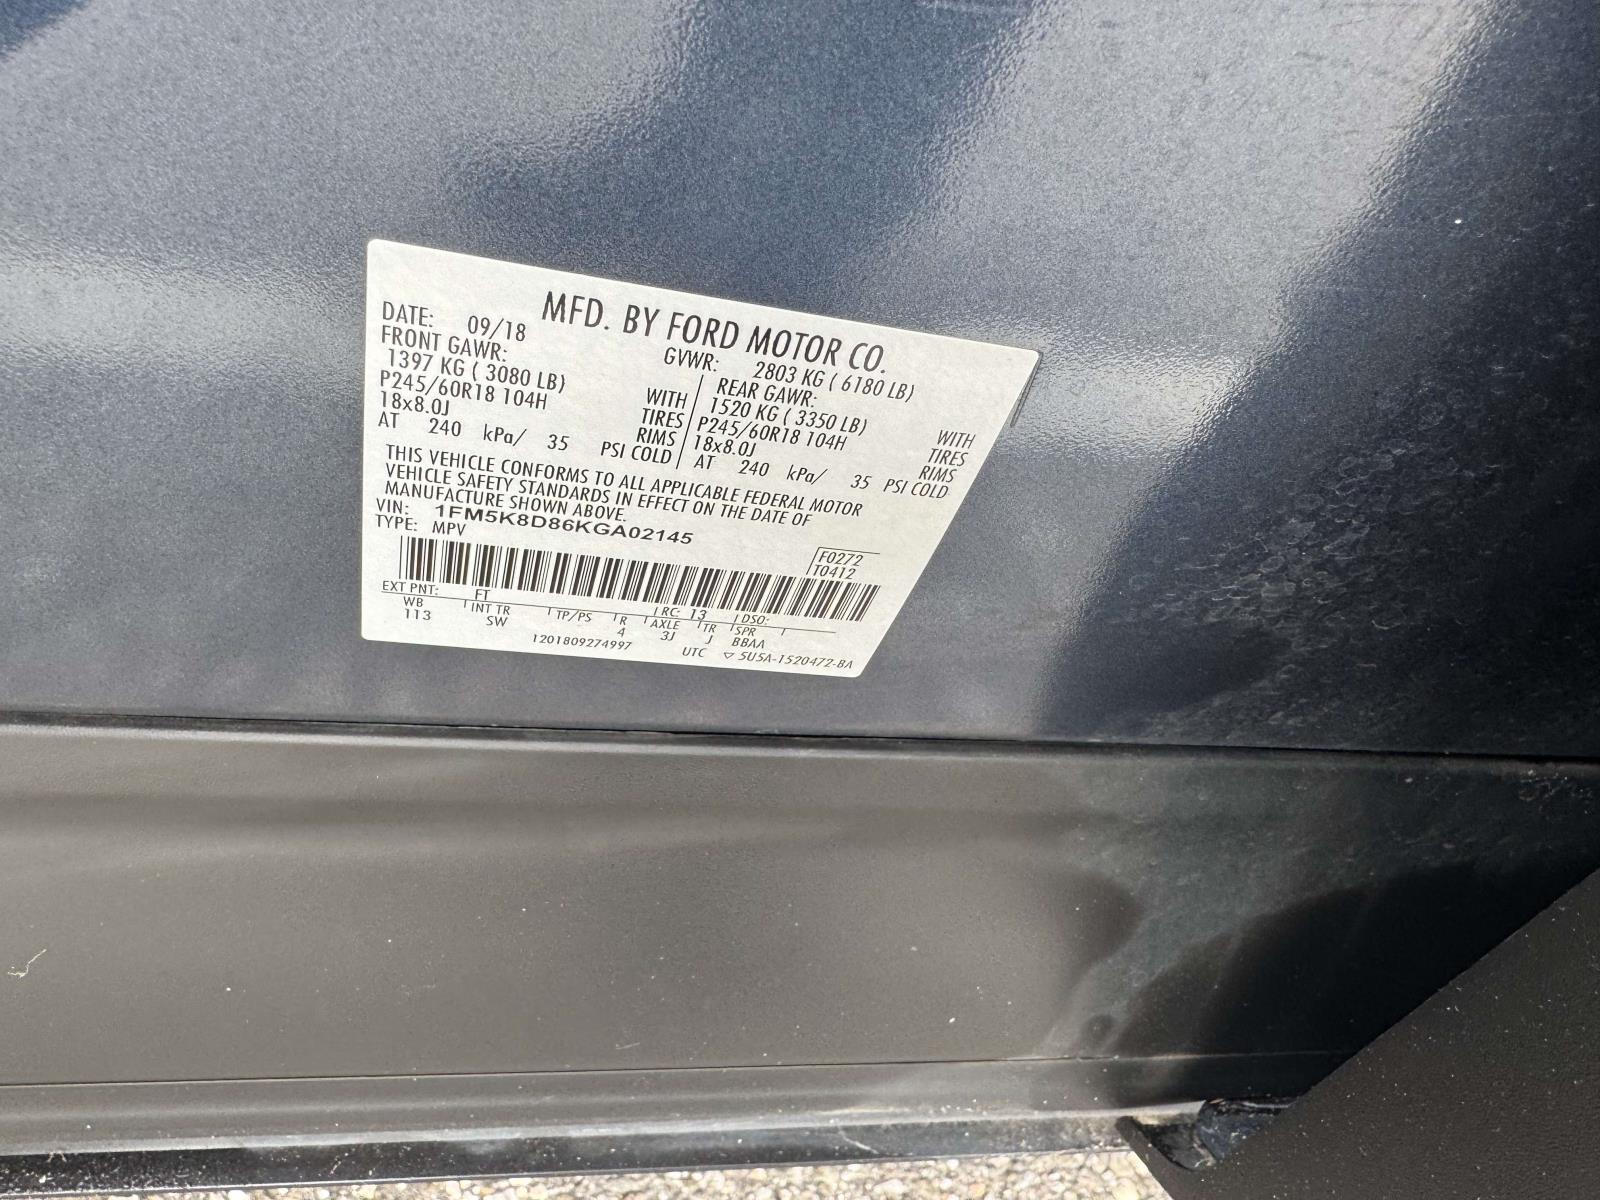 MFD. BY FORD MOTOR CO.
DATE: 09/18 GVWR: 2803 KG ( 6180 LB)
FRONT GAWR: REAR GAWR:
1397 KG ( 3080 LB) WITH 1520 KG ( 3350 LB) WITH
P245/60R18 104H TIRES P245/60R18 104H TIRES
18x8.0J RIMS 18x8.0J RIMS
AT 240 kPa/ 35 PSI COLD AT 240 kPa/ 35 PSI COLD
THIS VEHICLE CONFORMS TO ALL APPLICABLE FEDERAL MOTOR
VEHICLE SAFETY STANDARDS IN EFFECT ON THE DATE OF
MANUFACTURE SHOWN ABOVE.
VIN: 1FM5K8D86KGA02145
TYPE: MPV
F0272
T0412
EXT PNT: FT RC: 13 DSO:
WB INT TR TP/PS R AXLE TR SPR
113 SW 4 3J J BBAA
1201809274997 UTC ▽ 5U5A-1520472-BA